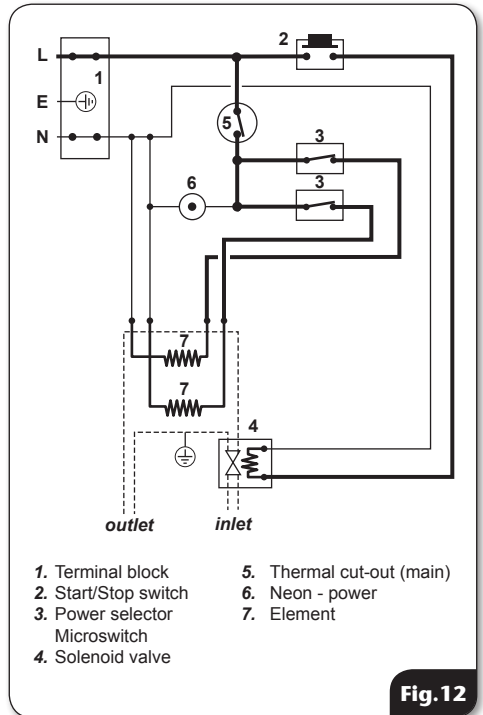 2
L
1
E
5
N
3
6
3
7
7
4
outlet inlet
1. Terminal block
2. Start/Stop switch
3. Power selector
Microswitch
4. Solenoid valve
5. Thermal cut-out (main)
6. Neon - power
7. Element
Fig.12